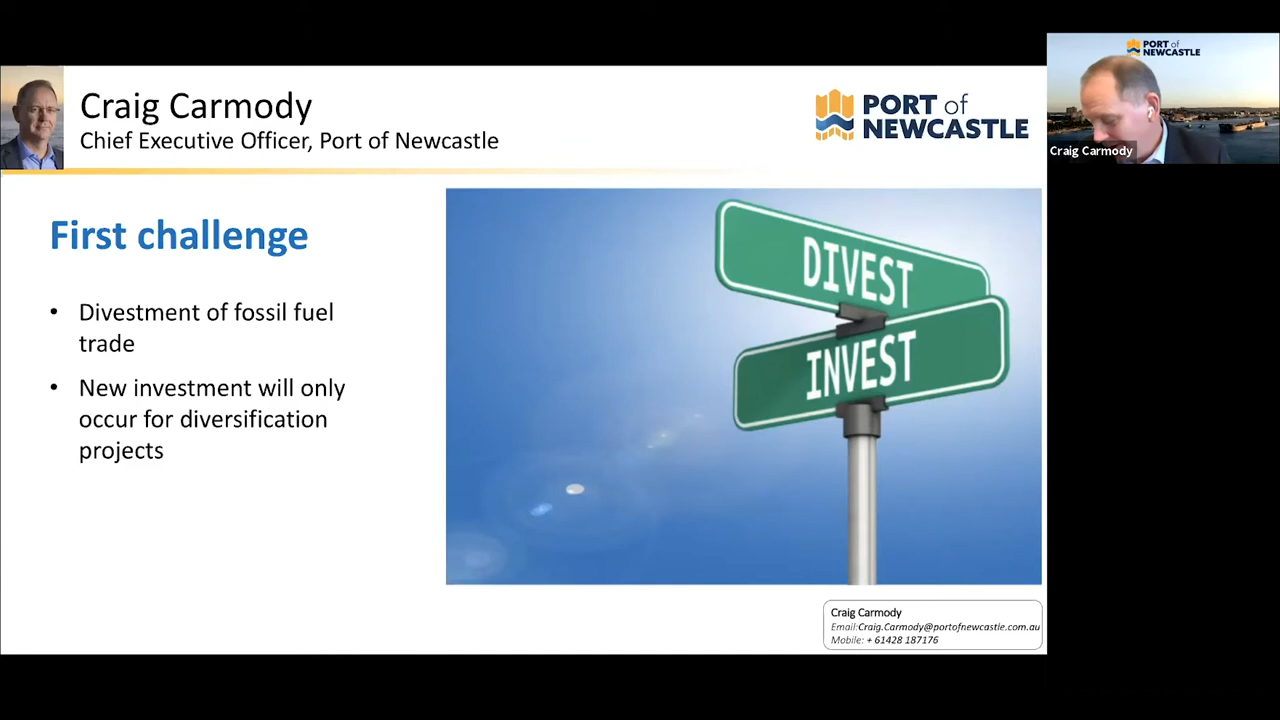 Craig Carmody
Chief Executive Officer, Port of Newcastle
PORT of
NEWCASTLE
PORT of
NEWCASTLE
Craig Carmody
First challenge
• Divestment of fossil fuel
trade
• New investment will only
occur for diversification
projects
DIVEST
INVEST
Craig Carmody
Email:Craig.Carmody@portofnewcastle.com.au
Mobile: + 61428 187176